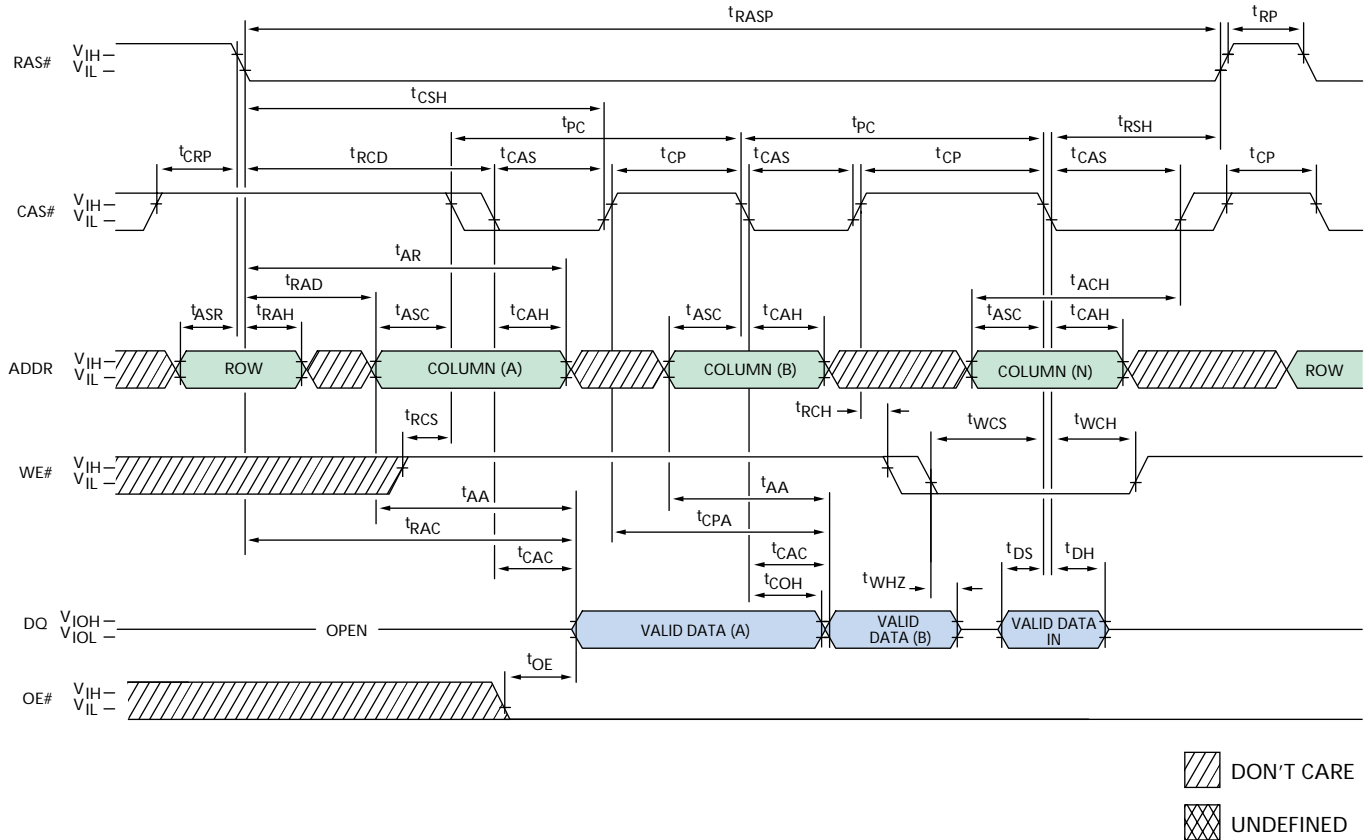 tRASP tRP
RAS# VIH
VIL
tCSH
tPC tPC tRSH
tCRP tRCD tCAS tCP tCAS tCP tCAS tCP
CAS# VIH
VIL
tAR
tRAD tACH
tASR tRAH tASC tCAH tASC tCAH tASC tCAH
ADDR VIH
VIL
ROW COLUMN (A) COLUMN (B) COLUMN (N) ROW
tRCH
tRCS tWCS tWCH
WE# VIH
VIL
tAA tAA
tRAC tCPA
tCAC tCAC tDS tDH
tCOH tWHZ
DQ VIOH
VIOL
OPEN VALID DATA (A) VALID DATA (B) VALID DATA IN
tOE
OE# VIH
VIL
DON'T CARE
UNDEFINED